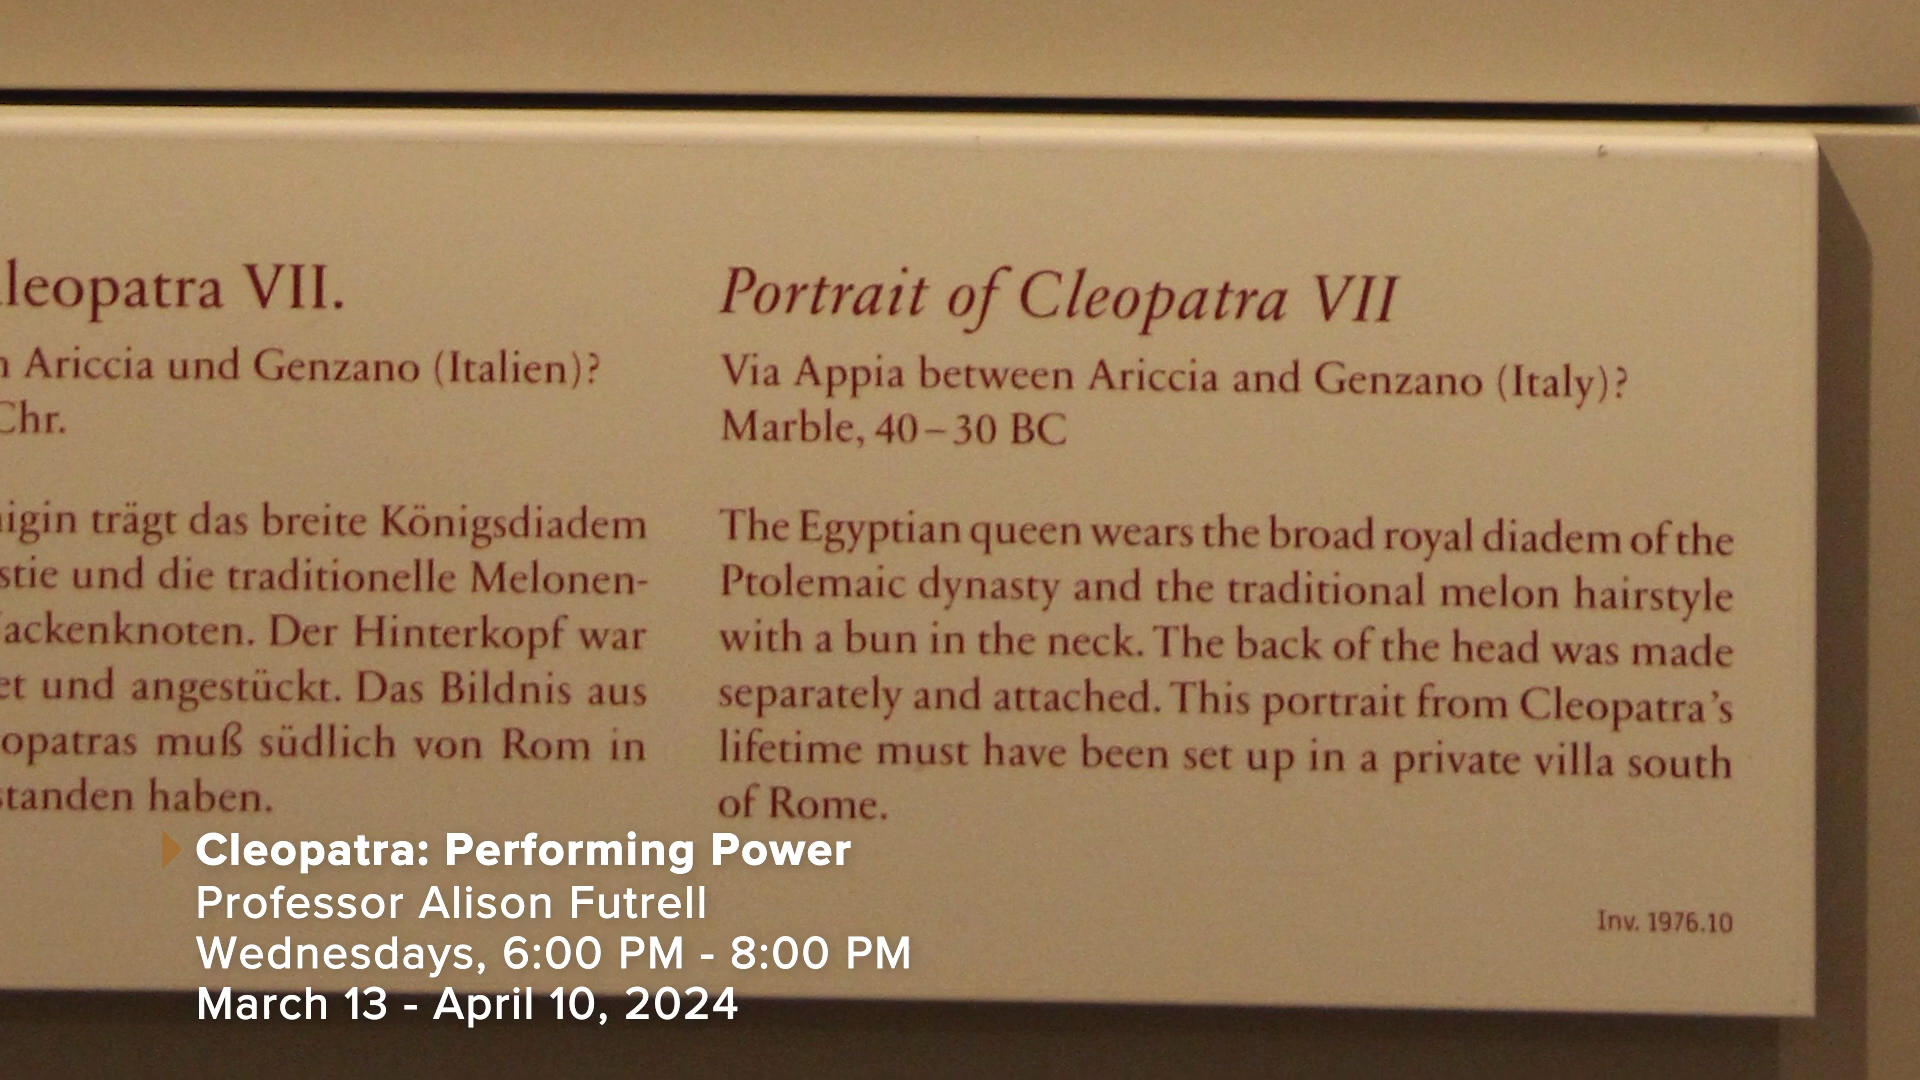 leopatra VII.
Ariccia und Genzano (Italien)?
Chr.
trägt das breite Königsdiadem
und die traditionelle Melonen-
ackenknoten. Der Hinterkopf war
et und angestückt. Das Bildnis aus
opatras muß südlich von Rom in
standen haben.
Portrait of Cleopatra VII
Via Appia between Ariccia and Genzano (Italy)?
Marble, 40–30 BC
The Egyptian queen wears the broad royal diadem of the
Ptolemaic dynasty and the traditional melon hairstyle
with a bun in the neck. The back of the head was made
separately and attached. This portrait from Cleopatra’s
lifetime must have been set up in a private villa south
of Rome.
Inv. 1976.10
Cleopatra: Performing Power
Professor Alison Futrell
Wednesdays, 6:00 PM - 8:00 PM
March 13 - April 10, 2024